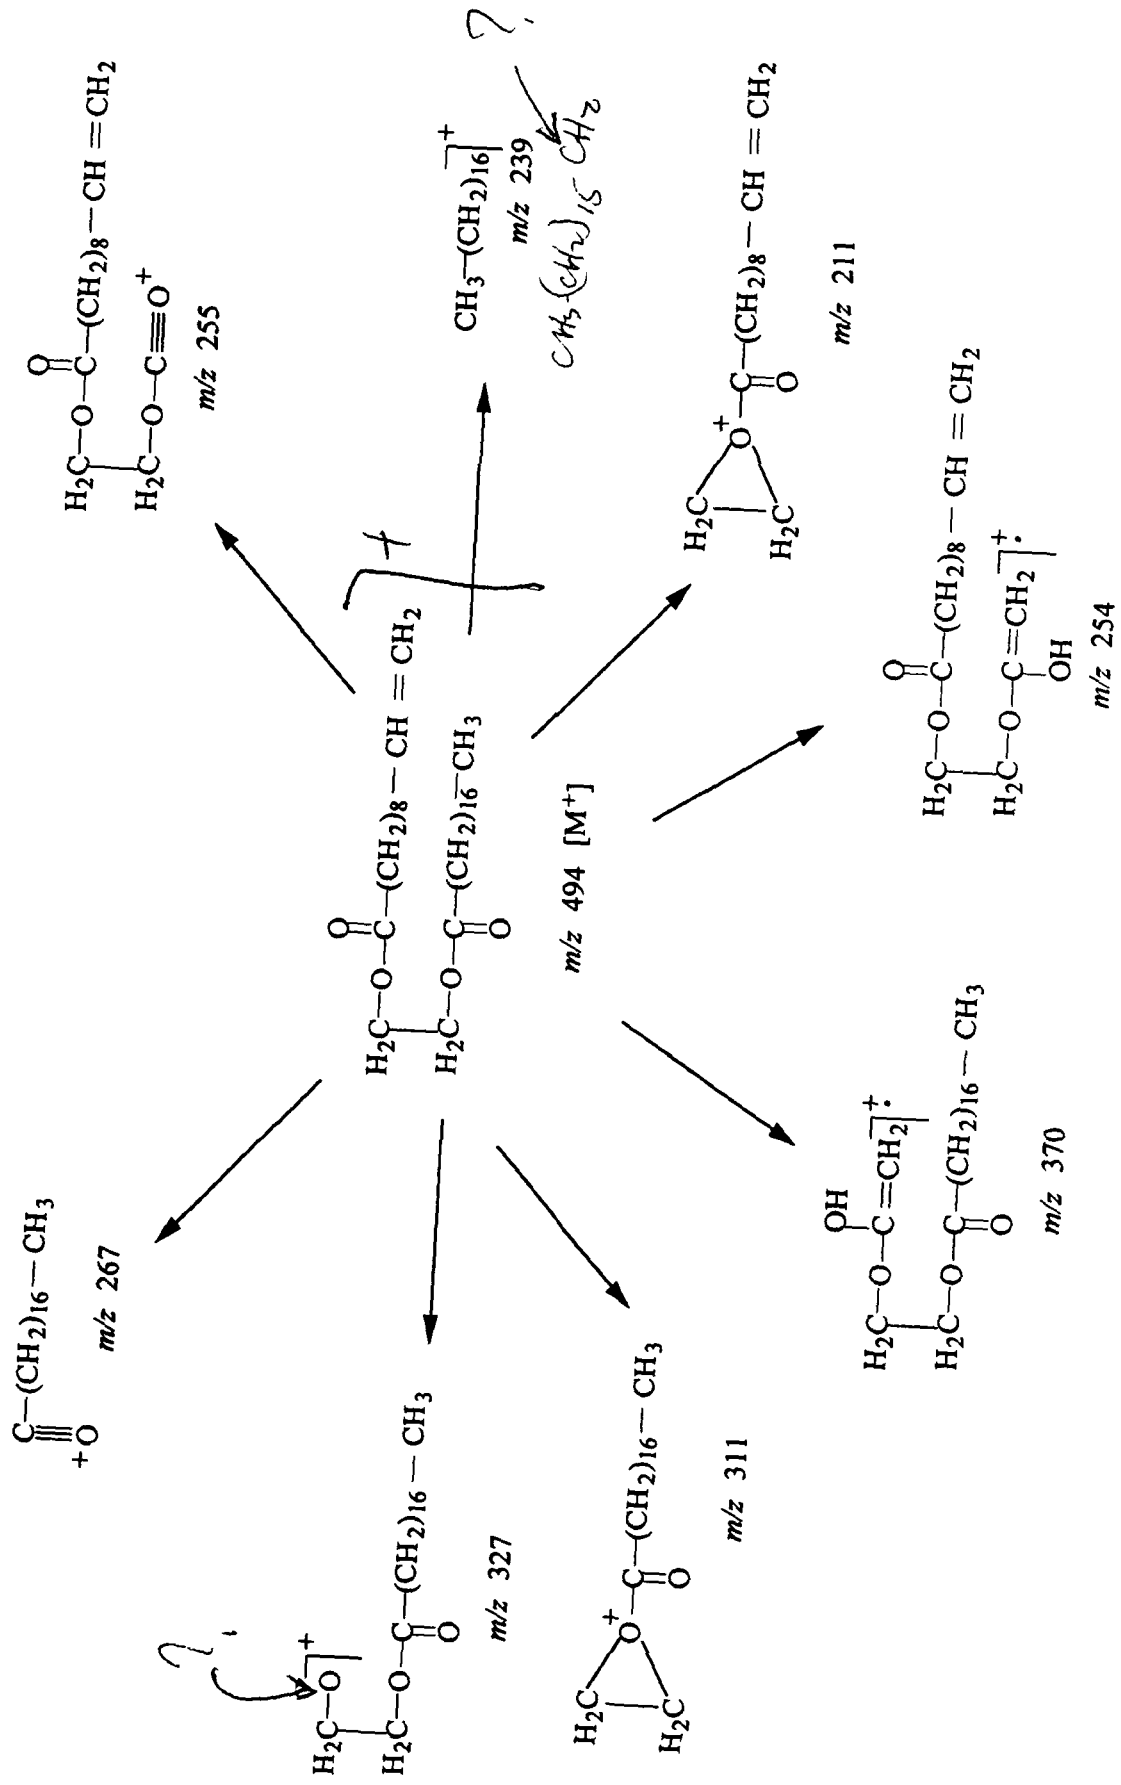 C—(CH₂)₁₆—CH₃
+O
m/z 267
O
H₂C—O—C—(CH₂)₈—CH=CH₂
H₂C—O—C≡O⁺
m/z 255
?
H₂C—O +
H₂C—O—C—(CH₂)₁₆—CH₃
O
m/z 327
O
H₂C—O—C—(CH₂)₈—CH=CH₂
H₂C—O—C—(CH₂)₁₆—CH₃
O
m/z 494 [M⁺]
+
CH₃—(CH₂)₁₆ +
m/z 239
CH₃-(CH₂)₁₅-CH₂
?
H₂C
H₂C
O⁺—C—(CH₂)₁₆—CH₃
O
m/z 311
H₂C
H₂C
O⁺—C—(CH₂)₈—CH=CH₂
O
m/z 211
OH
H₂C—O—C=CH₂ +·
H₂C—O—C—(CH₂)₁₆—CH₃
O
m/z 370
O
H₂C—O—C—(CH₂)₈—CH=CH₂
H₂C—O—C=CH₂ +·
OH
m/z 254